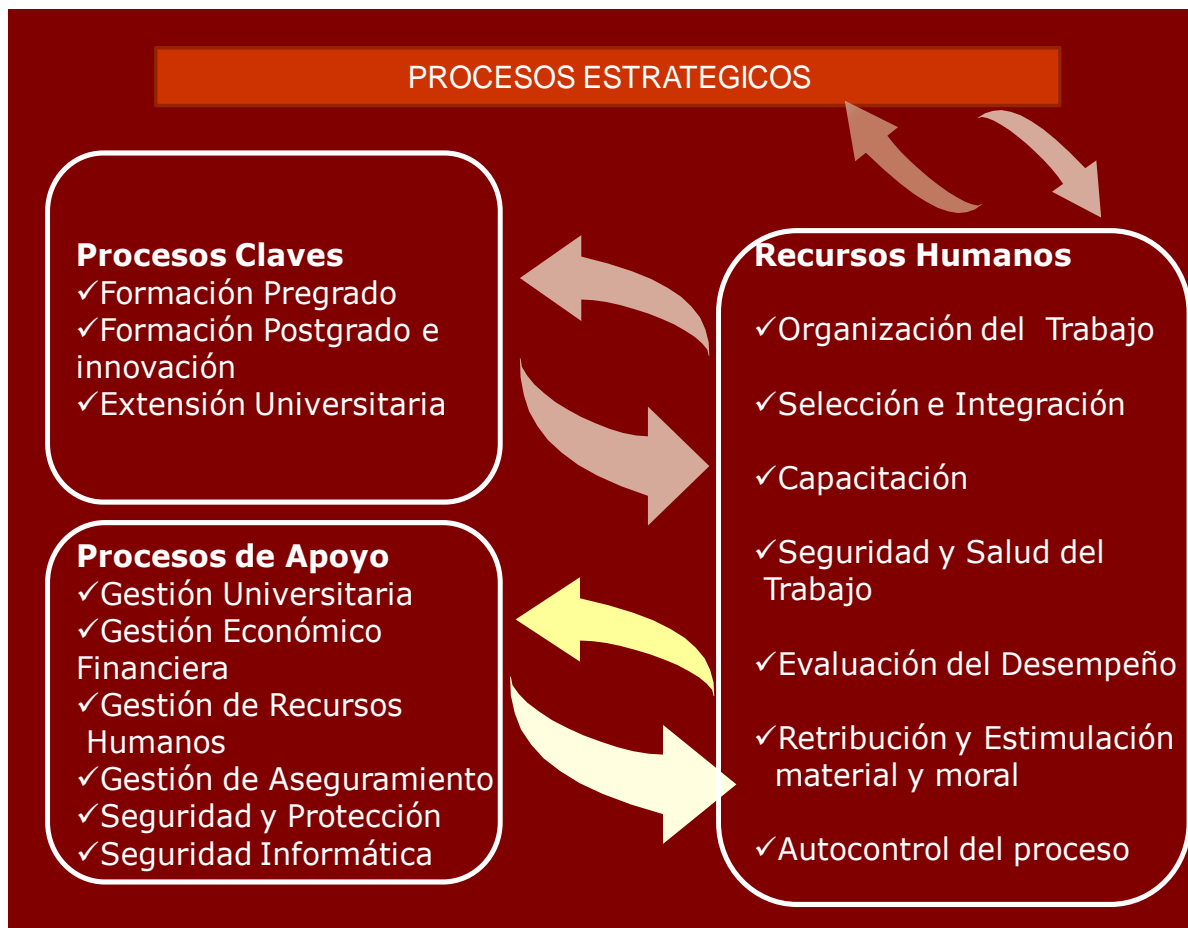 PROCESOS ESTRATEGICOS
Procesos Claves
✓Formación Pregrado
✓Formación Postgrado e
innovación
✓Extensión Universitaria
Procesos de Apoyo
✓Gestión Universitaria
✓Gestión Económico
Financiera
✓Gestión de Recursos
Humanos
✓Gestión de Aseguramiento
✓Seguridad y Protección
✓Seguridad Informática
Recursos Humanos
✓Organización del Trabajo
✓Selección e Integración
✓Capacitación
✓Seguridad y Salud del
Trabajo
✓Evaluación del Desempeño
✓Retribución y Estimulación
material y moral
✓Autocontrol del proceso